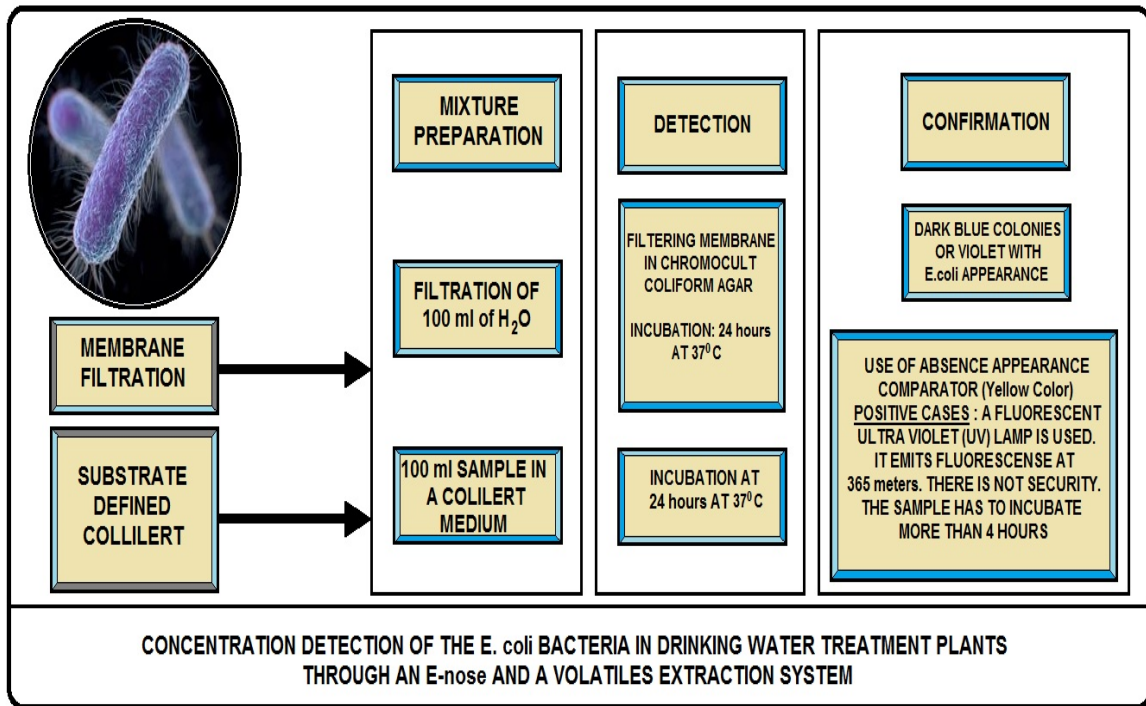 MEMBRANE
FILTRATION
SUBSTRATE
DEFINED
COLLILERT
MIXTURE
PREPARATION
FILTRATION OF
100 ml of H₂O
100 ml SAMPLE IN
A COLILERT
MEDIUM
DETECTION
FILTERING MEMBRANE
IN CHROMOCULT
COLIFORM AGAR
INCUBATION: 24 hours
AT 37⁰ C
INCUBATION AT
24 hours AT 37⁰C
CONFIRMATION
DARK BLUE COLONIES
OR VIOLET WITH
E.coli APPEARANCE
USE OF ABSENCE APPEARANCE
COMPARATOR (Yellow Color)
POSITIVE CASES : A FLUORESCENT
ULTRA VIOLET (UV) LAMP IS USED.
IT EMITS FLUORESCENSE AT
365 meters. THERE IS NOT SECURITY.
THE SAMPLE HAS TO INCUBATE
MORE THAN 4 HOURS
CONCENTRATION DETECTION OF THE E. coli BACTERIA IN DRINKING WATER TREATMENT PLANTS
THROUGH AN E-nose AND A VOLATILES EXTRACTION SYSTEM